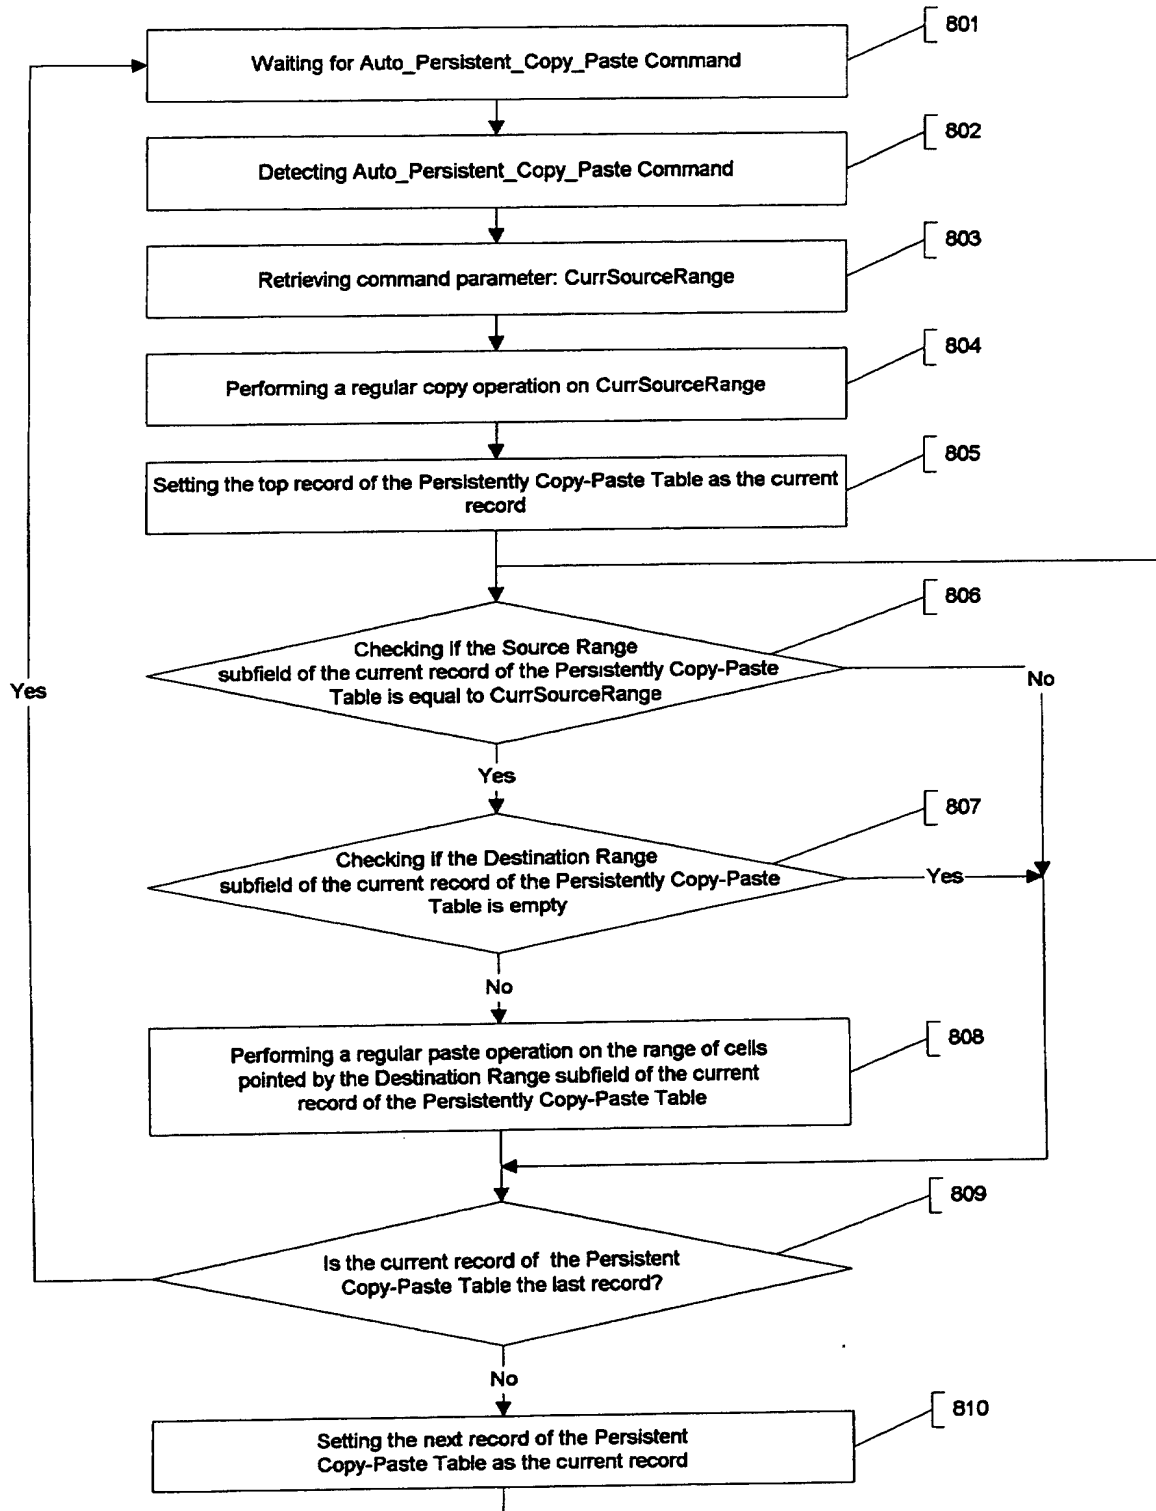 801
Waiting for Auto_Persistent_Copy_Paste Command
802
Detecting Auto_Persistent_Copy_Paste Command
803
Retrieving command parameter: CurrSourceRange
804
Performing a regular copy operation on CurrSourceRange
805
Setting the top record of the Persistently Copy-Paste Table as the current
record
806
Checking if the Source Range
subfield of the current record of the Persistently Copy-Paste
Table is equal to CurrSourceRange
No
Yes
Yes
807
Checking if the Destination Range
subfield of the current record of the Persistently Copy-Paste
Table is empty
Yes
No
808
Performing a regular paste operation on the range of cells
pointed by the Destination Range subfield of the current
record of the Persistently Copy-Paste Table
809
Is the current record of the Persistent
Copy-Paste Table the last record?
No
810
Setting the next record of the Persistent
Copy-Paste Table as the current record